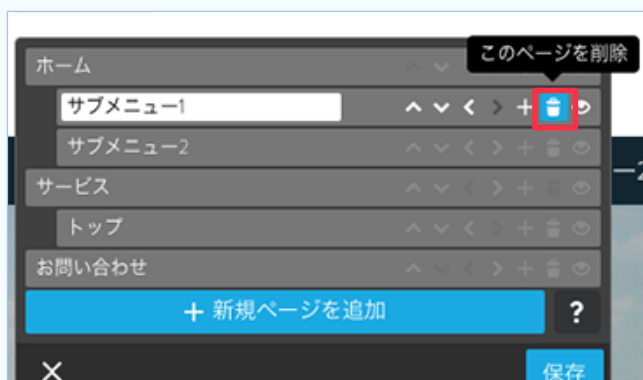 このページを削除
ホーム
サブメニュー1
サブメニュー2
ー2
サービス
トップ
お問い合わせ
+ 新規ページを追加
?
保存